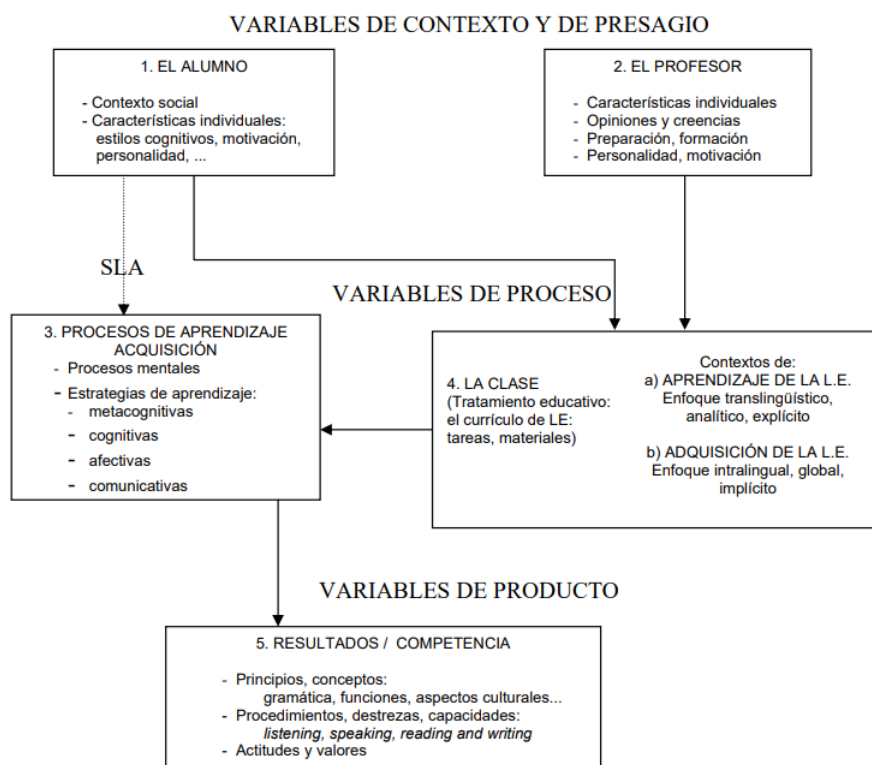 VARIABLES DE CONTEXTO Y DE PRESAGIO
1. EL ALUMNO
- Contexto social
- Características individuales:
estilos cognitivos, motivación,
personalidad, ...
2. EL PROFESOR
- Características individuales
- Opiniones y creencias
- Preparación, formación
- Personalidad, motivación
SLA
VARIABLES DE PROCESO
3. PROCESOS DE APRENDIZAJE
ACQUISICIÓN
- Procesos mentales
- Estrategias de aprendizaje:
- metacognitivas
- cognitivas
- afectivas
- comunicativas
4. LA CLASE
(Tratamiento educativo:
el currículo de LE:
tareas, materiales)
Contextos de:
a) APRENDIZAJE DE LA L.E.
Enfoque translingüístico,
analítico, explícito
b) ADQUISICIÓN DE LA L.E.
Enfoque intralingual, global,
implícito
VARIABLES DE PRODUCTO
5. RESULTADOS / COMPETENCIA
- Principios, conceptos:
gramática, funciones, aspectos culturales...
- Procedimientos, destrezas, capacidades:
listening, speaking, reading and writing
- Actitudes y valores